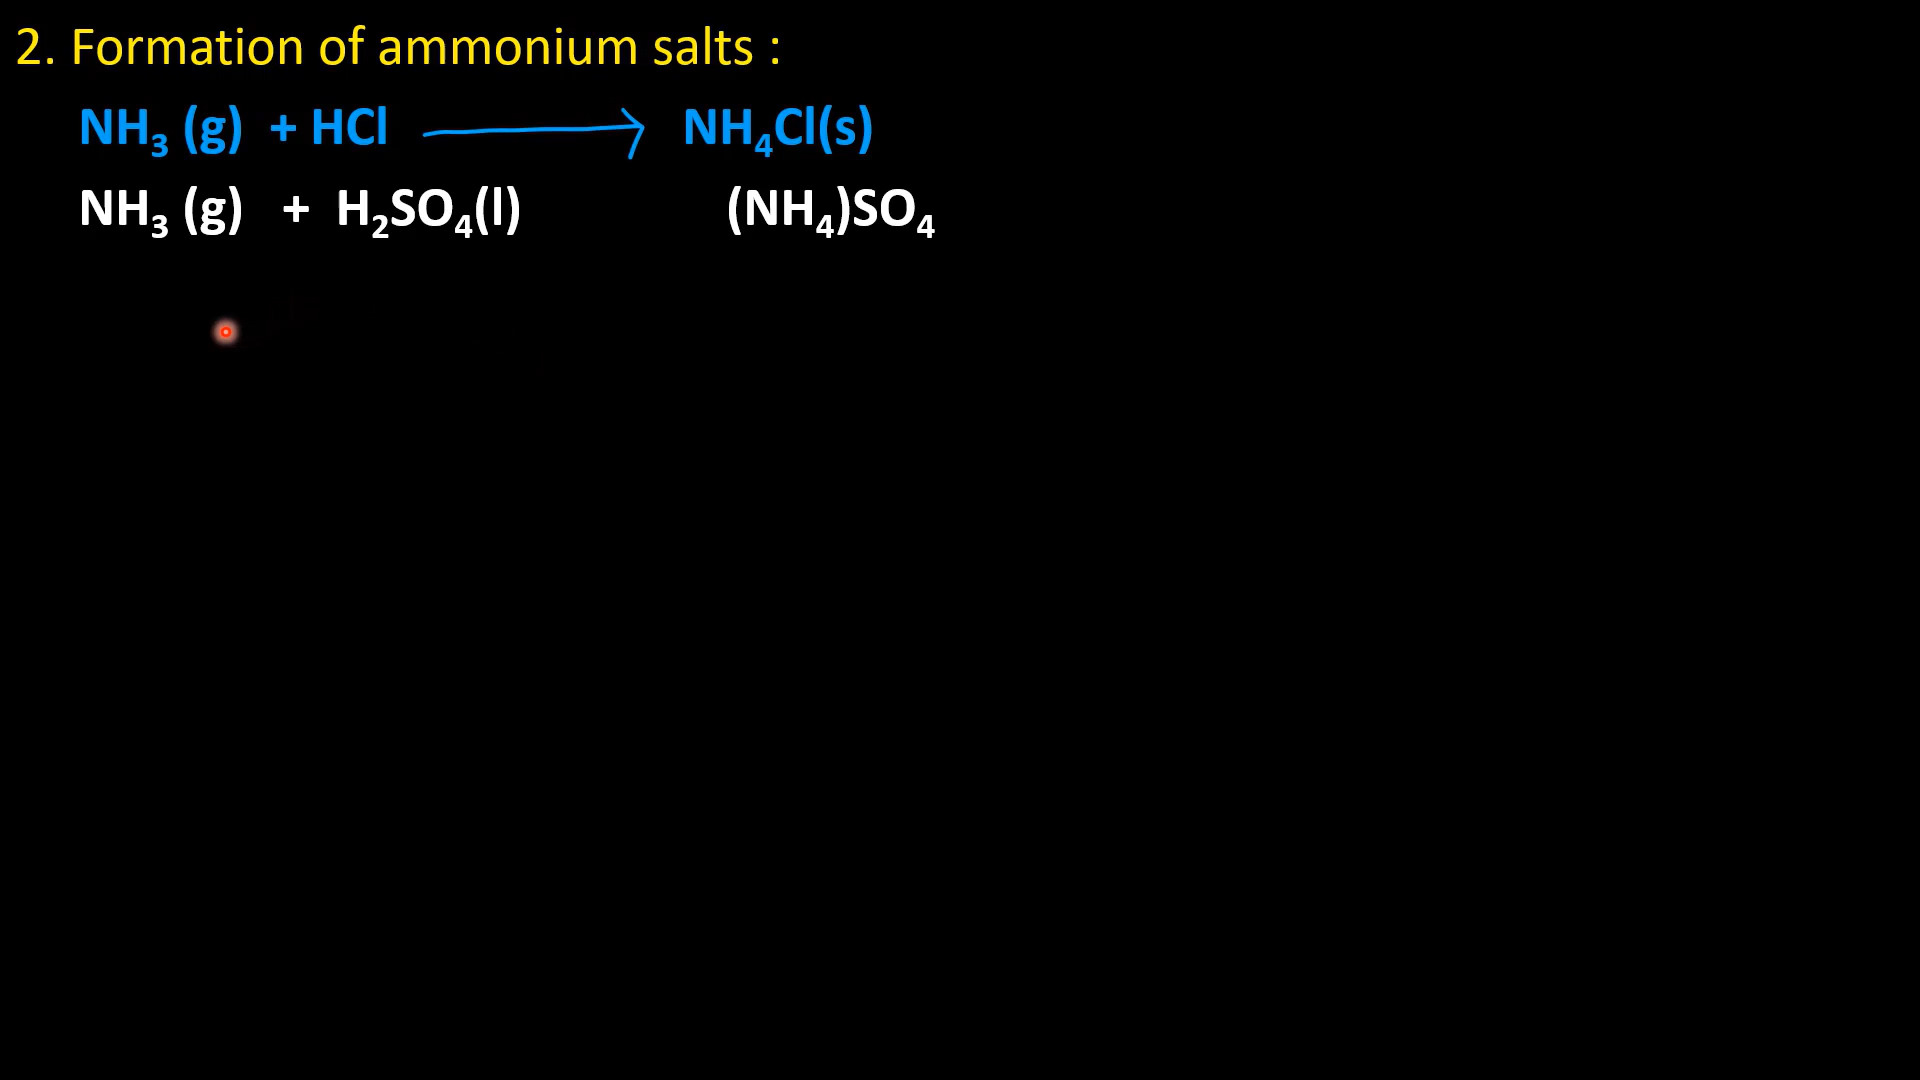 2. Formation of ammonium salts :
NH₃ (g) + HCl ⟶ NH₄Cl(s)
NH₃ (g) + H₂SO₄(l) (NH₄)SO₄